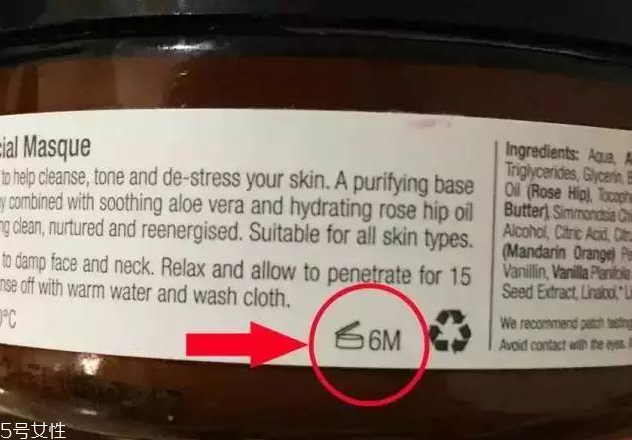 cial Masque
to help cleanse, tone and de-stress your skin. A purifying base
combined with soothing aloe vera and hydrating rose hip oil
clean, nurtured and reenergised. Suitable for all skin types.
to damp face and neck. Relax and allow to penetrate for 15
nse off with warm water and wash cloth.
0°C
6M
Ingredients: Aqua, A
Triglycerides, Glycerin,
Oil (Rose Hip), Tocoph
Butter), Simmondsia Ch
Alcohol, Citric Acid, Citr
(Mandarin Orange) Pe
Vanillin, Vanilla Planifolia
Seed Extract, Linalool,* Li
We recommend patch testing
Avoid contact with the eyes. If
5号女性